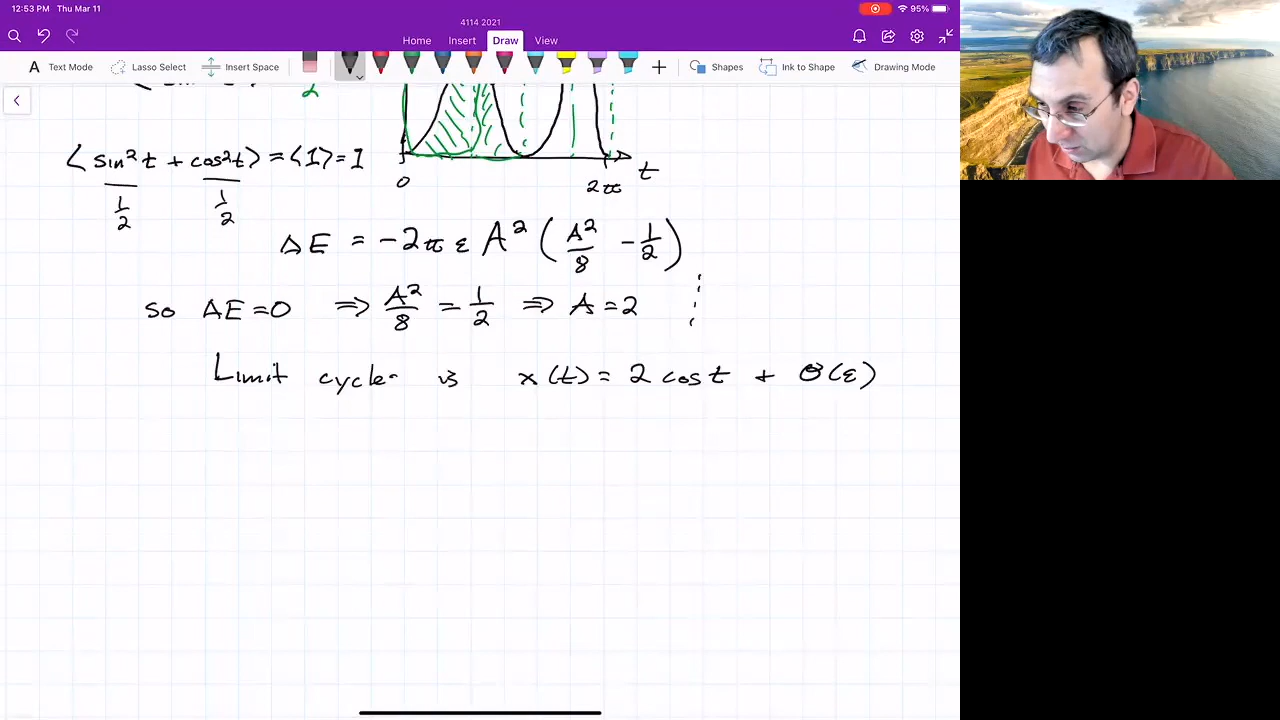 12:53 PM Thu Mar 11
95%
4114 2021
Home Insert Draw View
A Text Mode Lasso Select Insert Space Shapes Ink to Shape Drawing Mode
2
⟨sin²t + cos²t⟩ = ⟨1⟩ = 1
1/2 1/2
0 2π t
ΔE = -2π ε A² (A²/8 - 1/2)
so ΔE = 0 ⇒ A²/8 = 1/2 ⇒ A = 2
Limit cycle is x(t) = 2 cos t + O(ε)